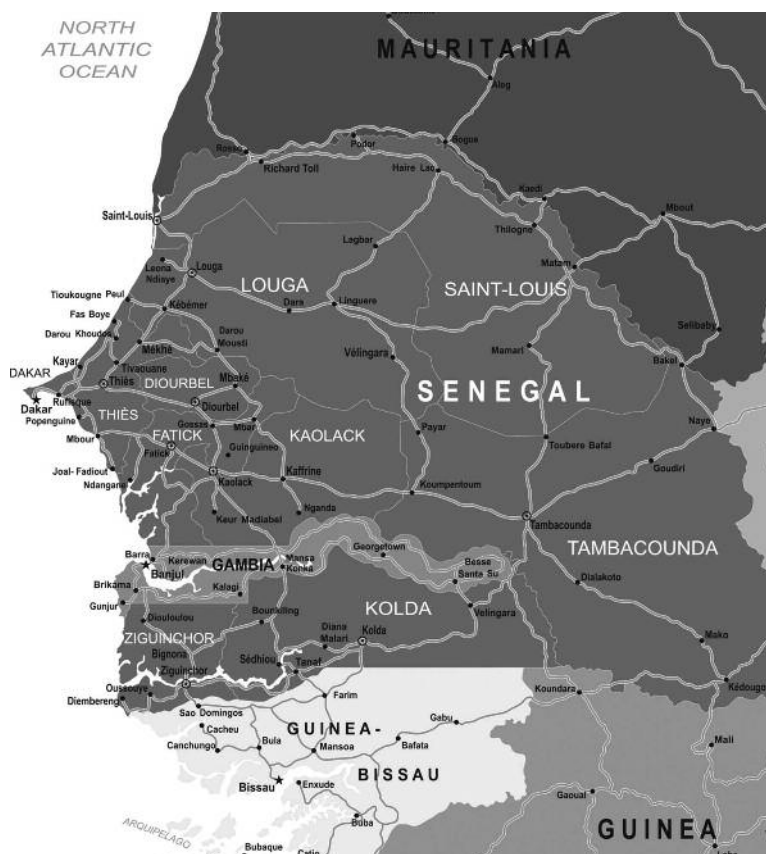 NORTH
ATLANTIC
OCEAN
MAURITANIA
Aleg
Rosso
Podor
Bogue
Richard Toll
Haire Lao
Kaedi
Mbout
Saint-Louis
Thilogne
Lagbar
Matam
Leona
Ndiaye
Louga
LOUGA
SAINT-LOUIS
Tioukougne Peul
Kébémer
Dara
Linguere
Fas Boye
Selibaby
Darou Khoudos
Mékhé
Darou
Mousti
Mamari
Vélingara
Bakel
Kayar
Tivaouane
DAKAR
Thiès
DIOURBEL
Mbaké
SENEGAL
Dakar
Rufisque
Diourbel
THIÈS
Popenguine
Gossas
Mbar
Naye
Mbour
FATICK
KAOLACK
Payar
Toubere Bafal
Fatick
Guinguineo
Goudiri
Joal-Fadiout
Ndangane
Kaolack
Kaffrine
Koumpentoum
Keur Madiabel
Nganda
Tambacounda
TAMBACOUNDA
Barra
Kerewan
GAMBIA
Mansa
Konko
Georgetown
Basse
Santa Su
Banjul
Brikama
Kalagi
Dialakoto
Gunjur
KOLDA
Velingara
Diouloulou
Bounkiling
ZIGUINCHOR
Diana
Malari
Kolda
Mako
Bignona
Sédhiou
Tanaf
Ziguinchor
Oussouye
Kédougo
Diembereng
Farim
Koundara
Sao Domingos
Cacheu
GUINEA-
Gabu
Canchungo
Bula
Mansoa
Bafata
Mali
BISSAU
Bissau
Enxude
Gaoual
Buba
GUINEA
ARQUIPELAGO
Bubaque
Catio